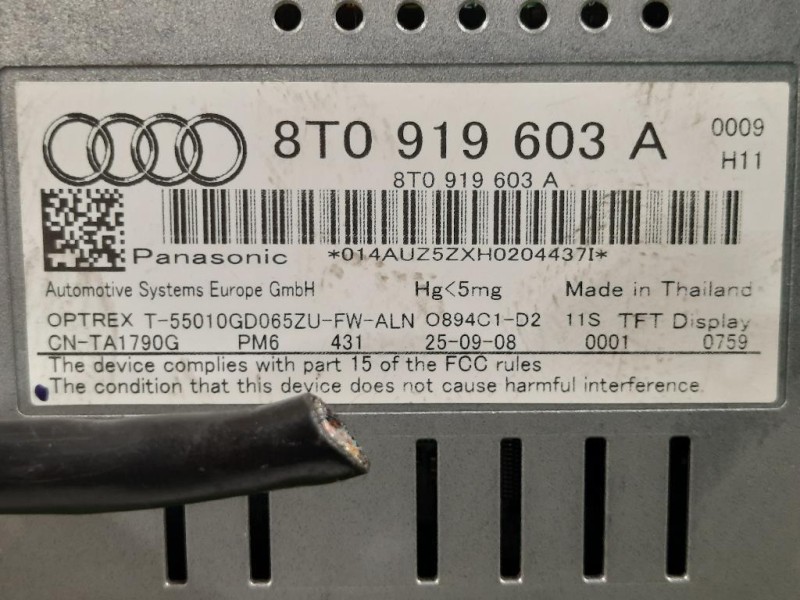 8T0 919 603 A 0009
H11
8T0 919 603 A
Panasonic *014AUZ5ZXH0204437I*
Automotive Systems Europe GmbH Hg<5mg Made in Thailand
OPTREX T-55010GD065ZU-FW-ALN O894C1-D2 11S TFT Display
CN-TA1790G PM6 431 25-09-08 0001 0759
The device complies with part 15 of the FCC rules
The condition that this device does not cause harmful interference.